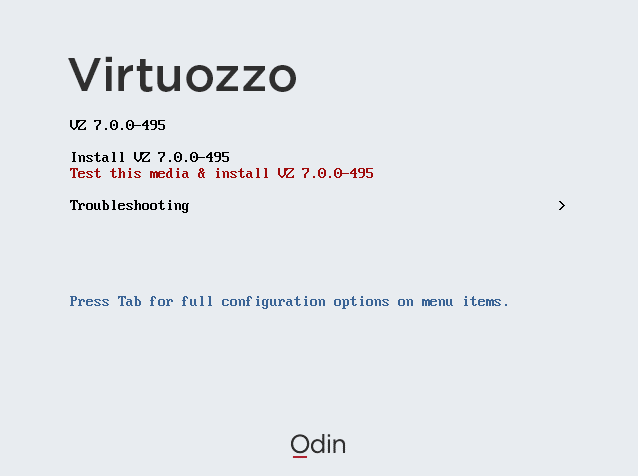 Virtuozzo
VZ 7.0.0-495
Install VZ 7.0.0-495
Test this media & install VZ 7.0.0-495
Troubleshooting >
Press Tab for full configuration options on menu items.
Odin